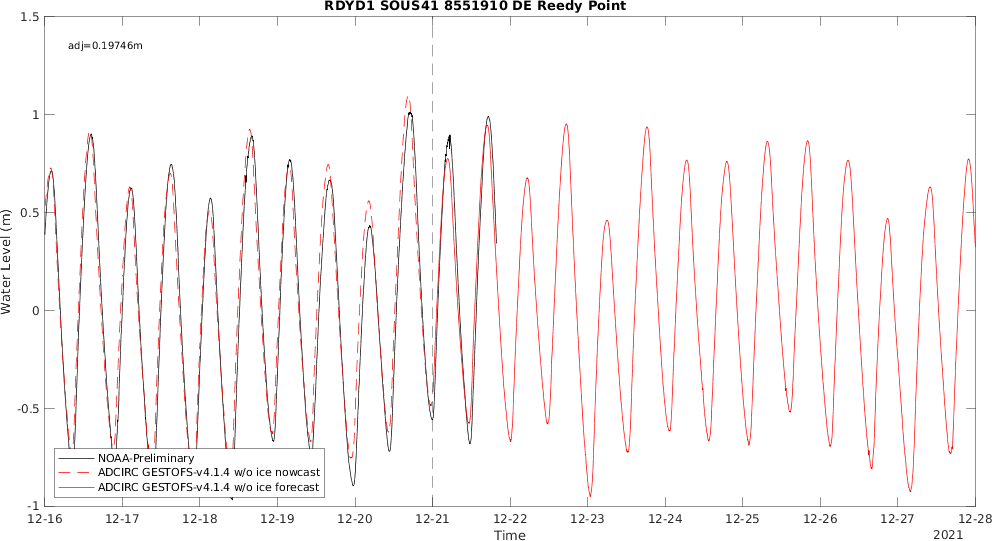 RDYD1 SOUS41 8551910 DE Reedy Point
adj=0.19746m
1.5
1
0.5
0
-0.5
-1
Water Level (m)
NOAA-Preliminary
ADCIRC GESTOFS-v4.1.4 w/o ice nowcast
ADCIRC GESTOFS-v4.1.4 w/o ice forecast
12-16 12-17 12-18 12-19 12-20 12-21 12-22 12-23 12-24 12-25 12-26 12-27 12-28
Time
2021